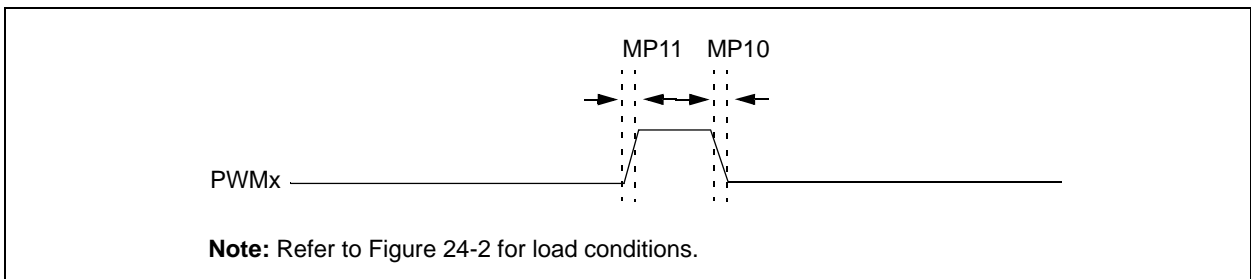 MP11 MP10
PWMx
Note: Refer to Figure 24-2 for load conditions.